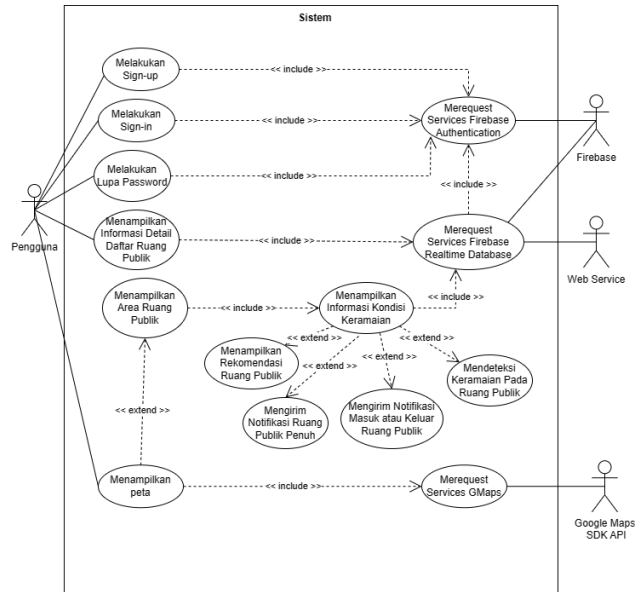 Sistem
Melakukan
Sign-up
<< include >>
Melakukan
Sign-in
<< include >>
Merequest
Services Firebase
Authentication
Firebase
Melakukan
Lupa Password
<< include >>
<< include >>
Pengguna
Menampilkan
Informasi Detail
Daftar Ruang
Publik
<< include >>
Merequest
Services Firebase
Realtime Database
Web Service
Menampilkan
Area Ruang
Publik
<< include >>
Menampilkan
Informasi Kondisi
Keramaian
<< include >>
<< extend >>
<< extend >>
<< extend >>
<< extend >>
Menampilkan
Rekomendasi
Ruang Publik
Mendeteksi
Keramaian Pada
Ruang Publik
Mengirim
Notifikasi Ruang
Publik Penuh
Mengirim Notifikasi
Masuk atau Keluar
Ruang Publik
<< extend >>
Menampilkan
peta
<< include >>
Merequest
Services GMaps
Google Maps
SDK API